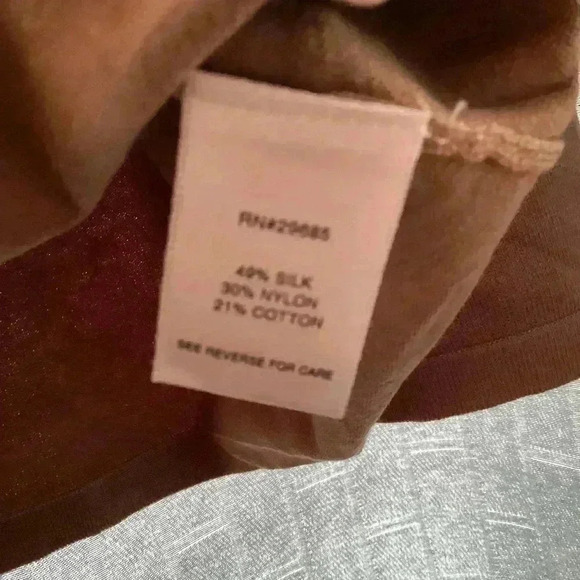 RN#29685
49% SILK
30% NYLON
21% COTTON
SEE REVERSE FOR CARE